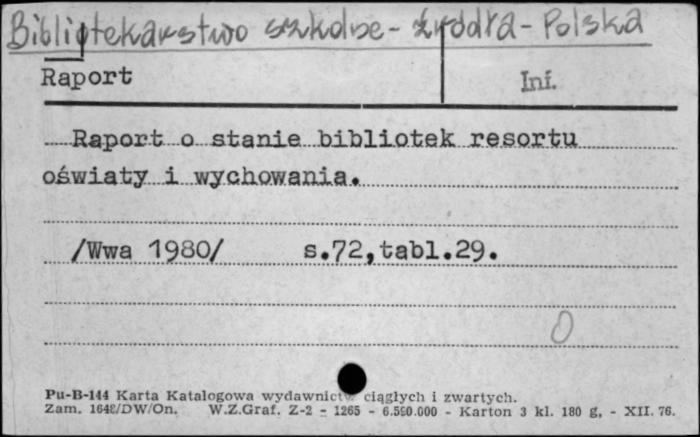 Bibliotekarstwo szkolne - źródła - Polska
Raport
Inf.
Raport o stanie bibliotek resortu
oświaty i wychowania.
/Wwa 1980/ s.72,tabl.29.
0
Pu-B-144 Karta Katalogowa wydawnictw ciągłych i zwartych.
Zam. 1648/DW/On. W.Z.Graf. Z-2 - 1265 - 6.500.000 - Karton 3 kl. 180 g, - XII. 76.